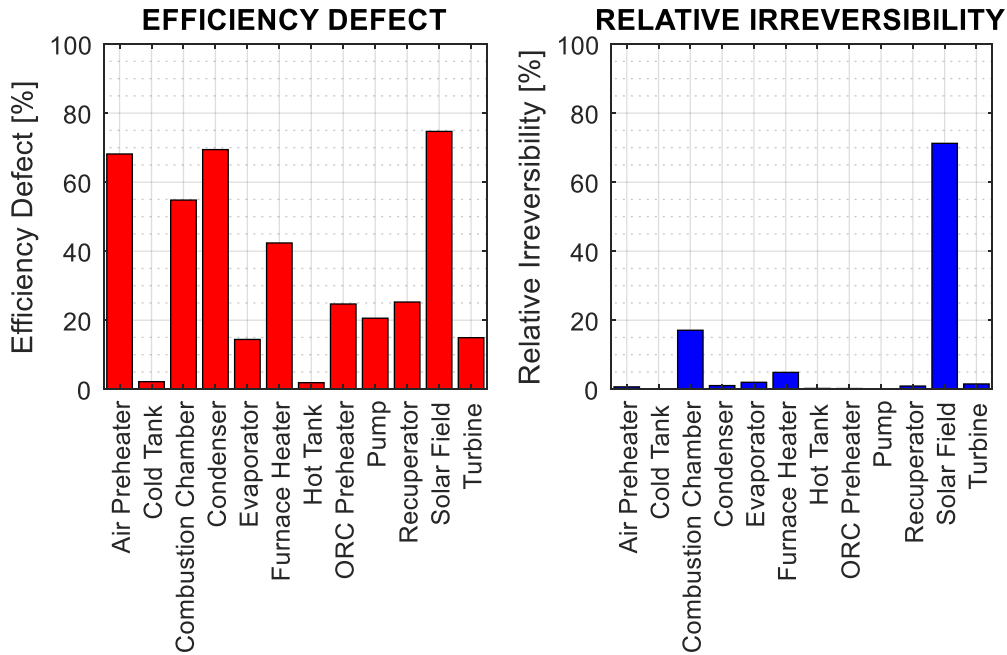 EFFICIENCY DEFECT
Efficiency Defect [%]
100
80
60
40
20
0
Air Preheater
Cold Tank
Combustion Chamber
Condenser
Evaporator
Furnace Heater
Hot Tank
ORC Preheater
Pump
Recuperator
Solar Field
Turbine
RELATIVE IRREVERSIBILITY
Relative Irreversibility [%]
100
80
60
40
20
0
Air Preheater
Cold Tank
Combustion Chamber
Condenser
Evaporator
Furnace Heater
Hot Tank
ORC Preheater
Pump
Recuperator
Solar Field
Turbine